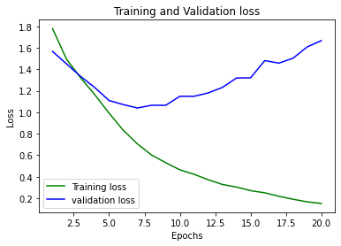 Training and Validation loss
1.8
1.6
1.4
1.2
1.0
0.8
0.6
0.4
0.2
Loss
Training loss
validation loss
2.5 5.0 7.5 10.0 12.5 15.0 17.5 20.0
Epochs